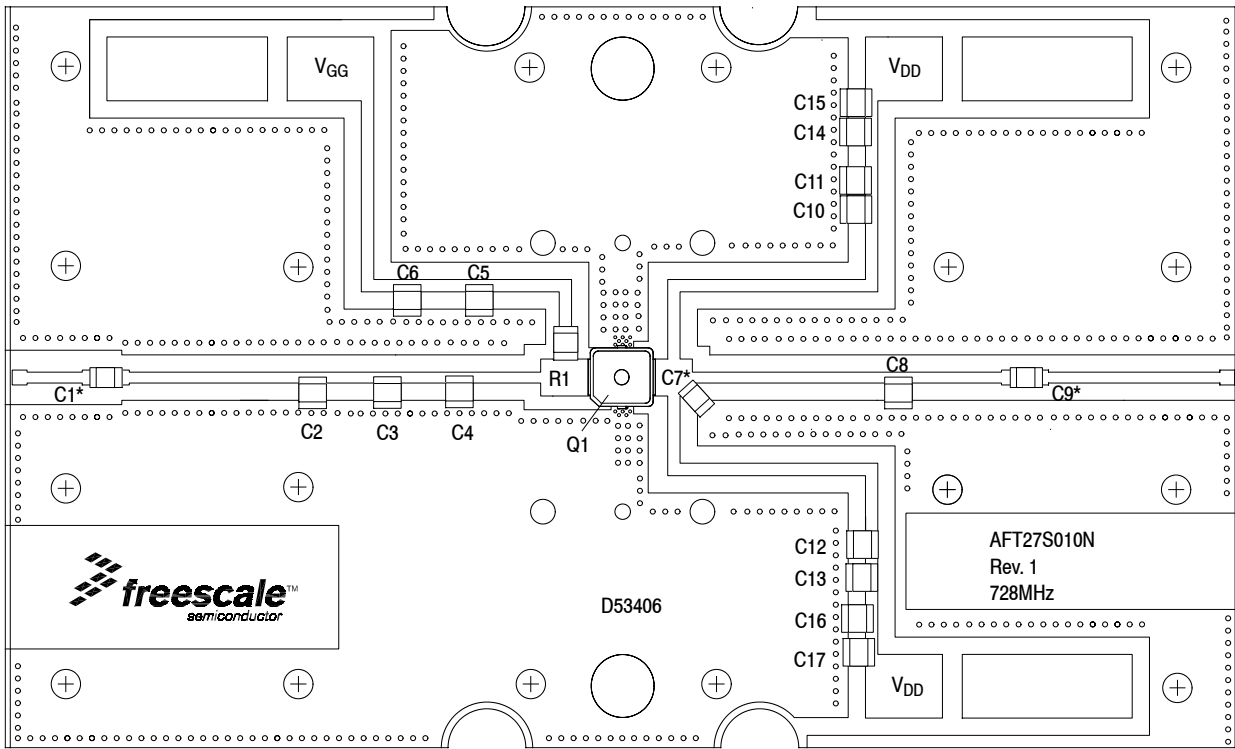 VGG
VDD
C15
C14
C11
C10
C6
C5
C1*
C2
C3
C4
R1
Q1
C7*
C8
C9*
C12
C13
C16
C17
VDD
freescale™
semiconductor
D53406
AFT27S010N
Rev. 1
728MHz